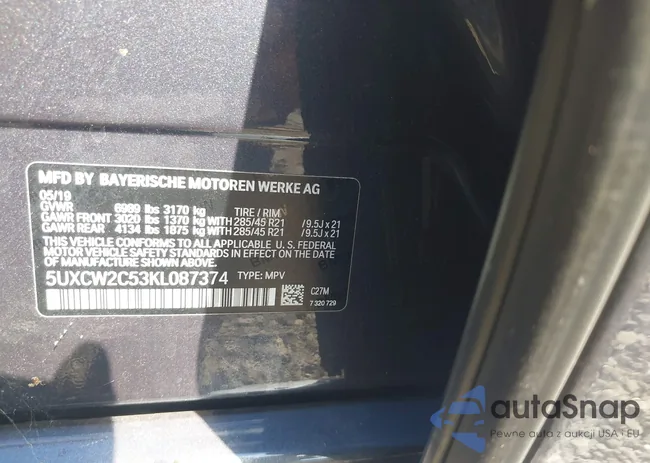 MFD BY BAYERISCHE MOTOREN WERKE AG
05/19
GVWR 6989 lbs 3170 kg TIRE / RIM
GAWR FRONT 3020 lbs 1370 kg WITH 285/45 R21 / 9.5J x 21
GAWR REAR 4134 lbs 1875 kg WITH 285/45 R21 / 9.5J x 21
THIS VEHICLE CONFORMS TO ALL APPLICABLE U.S. FEDERAL
MOTOR VEHICLE SAFETY STANDARDS IN EFFECT ON THE DATE
OF MANUFACTURE SHOWN ABOVE.
5UXCW2C53KL087374 TYPE: MPV
C27M
7 320 729
autoSnap
Pewne auta z aukcji USA i EU